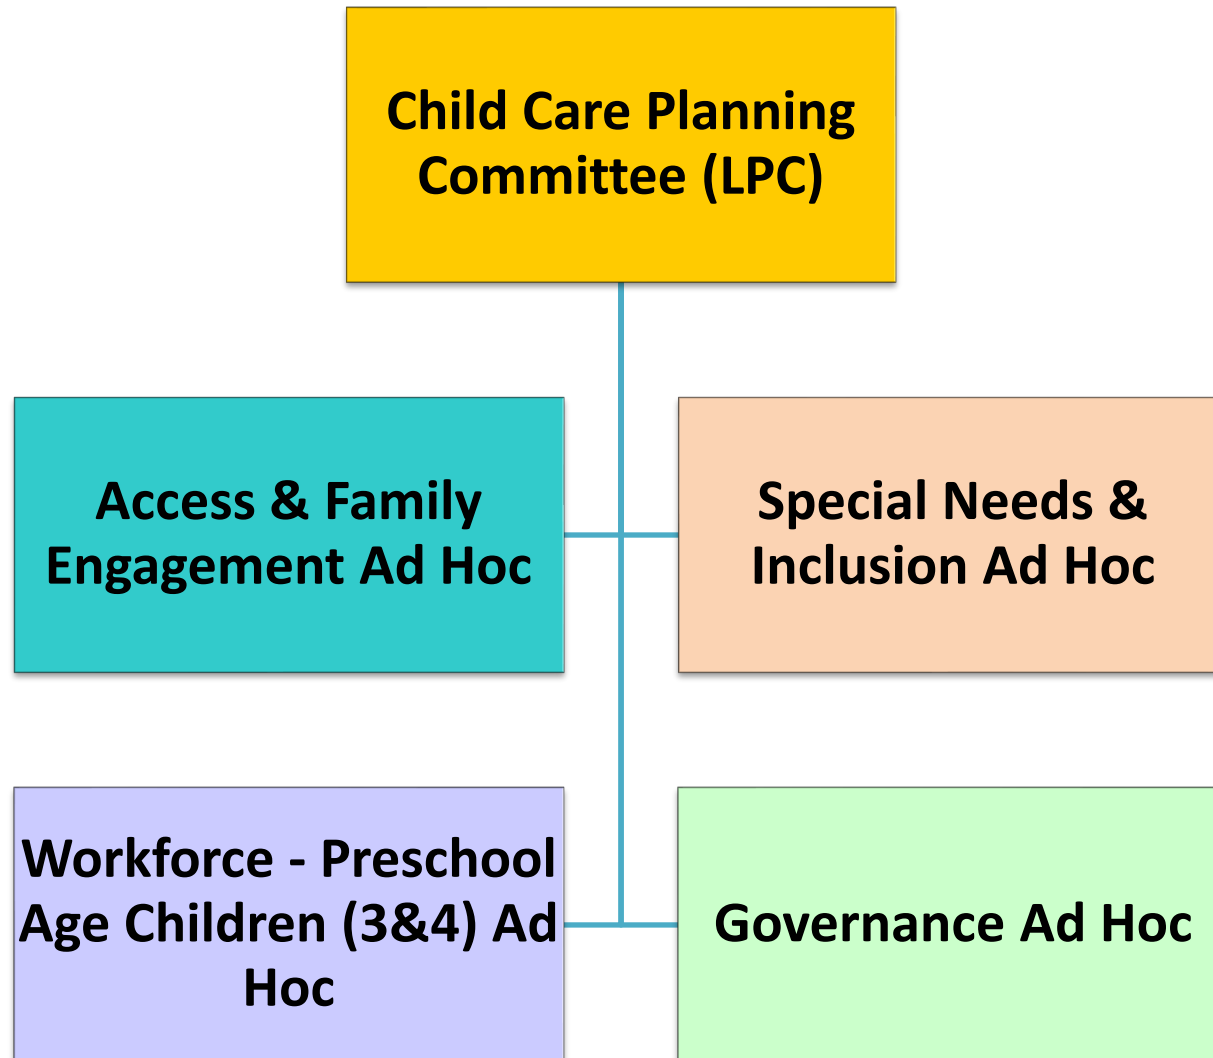 Child Care Planning
Committee (LPC)
Access & Family
Engagement Ad Hoc
Special Needs &
Inclusion Ad Hoc
Workforce - Preschool
Age Children (3&4) Ad
Hoc
Governance Ad Hoc